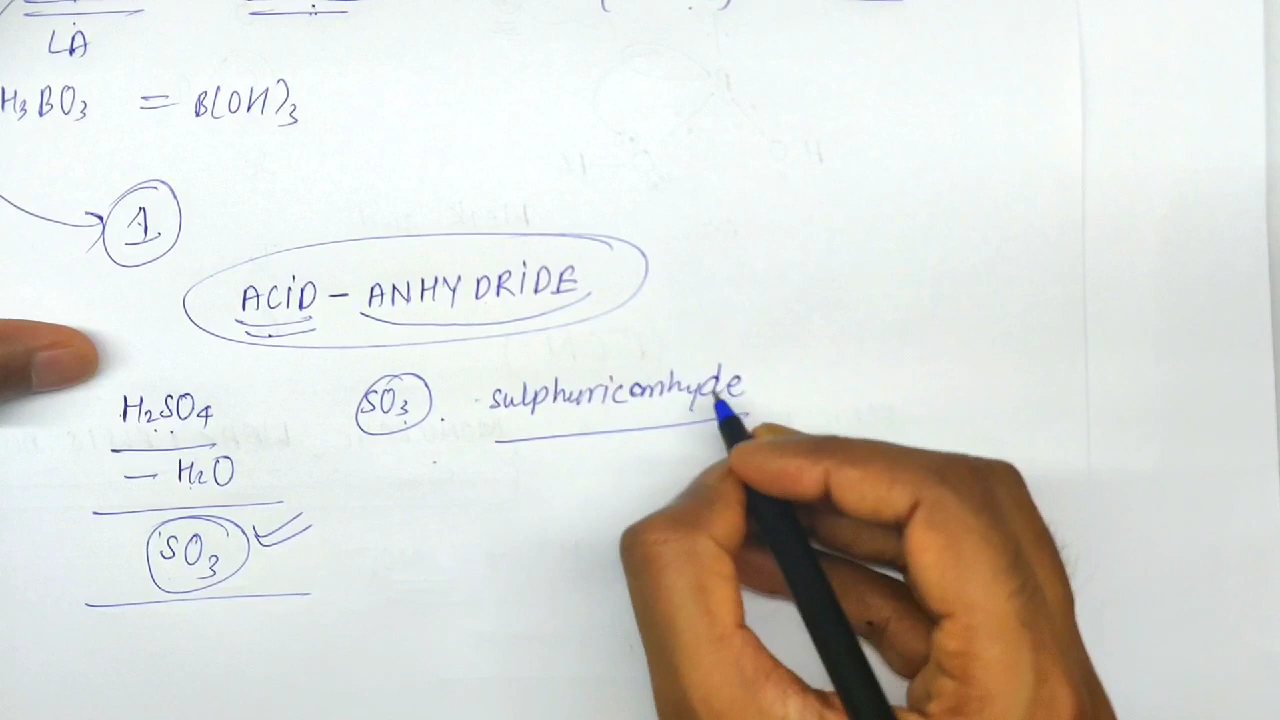 LA
H₃BO₃ = B(OH)₃
1
ACID - ANHYDRIDE
H₂SO₄ SO₃. sulphuricanhyde
- H₂O
SO₃